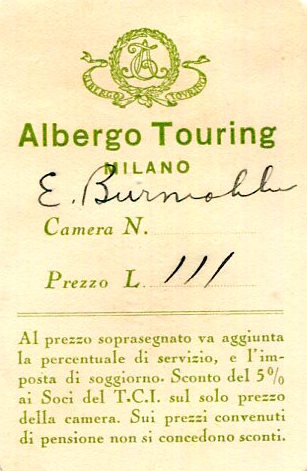 ALBERGO TOURING
Albergo Touring
MILANO
E.
Camera N.
Prezzo L. 111
Al prezzo soprasegnato va aggiunta
la percentuale di servizio, e l'im-
posta di soggiorno. Sconto del 5%
ai Soci del T.C.I. sul solo prezzo
della camera. Sui prezzi convenuti
di pensione non si concedono sconti.